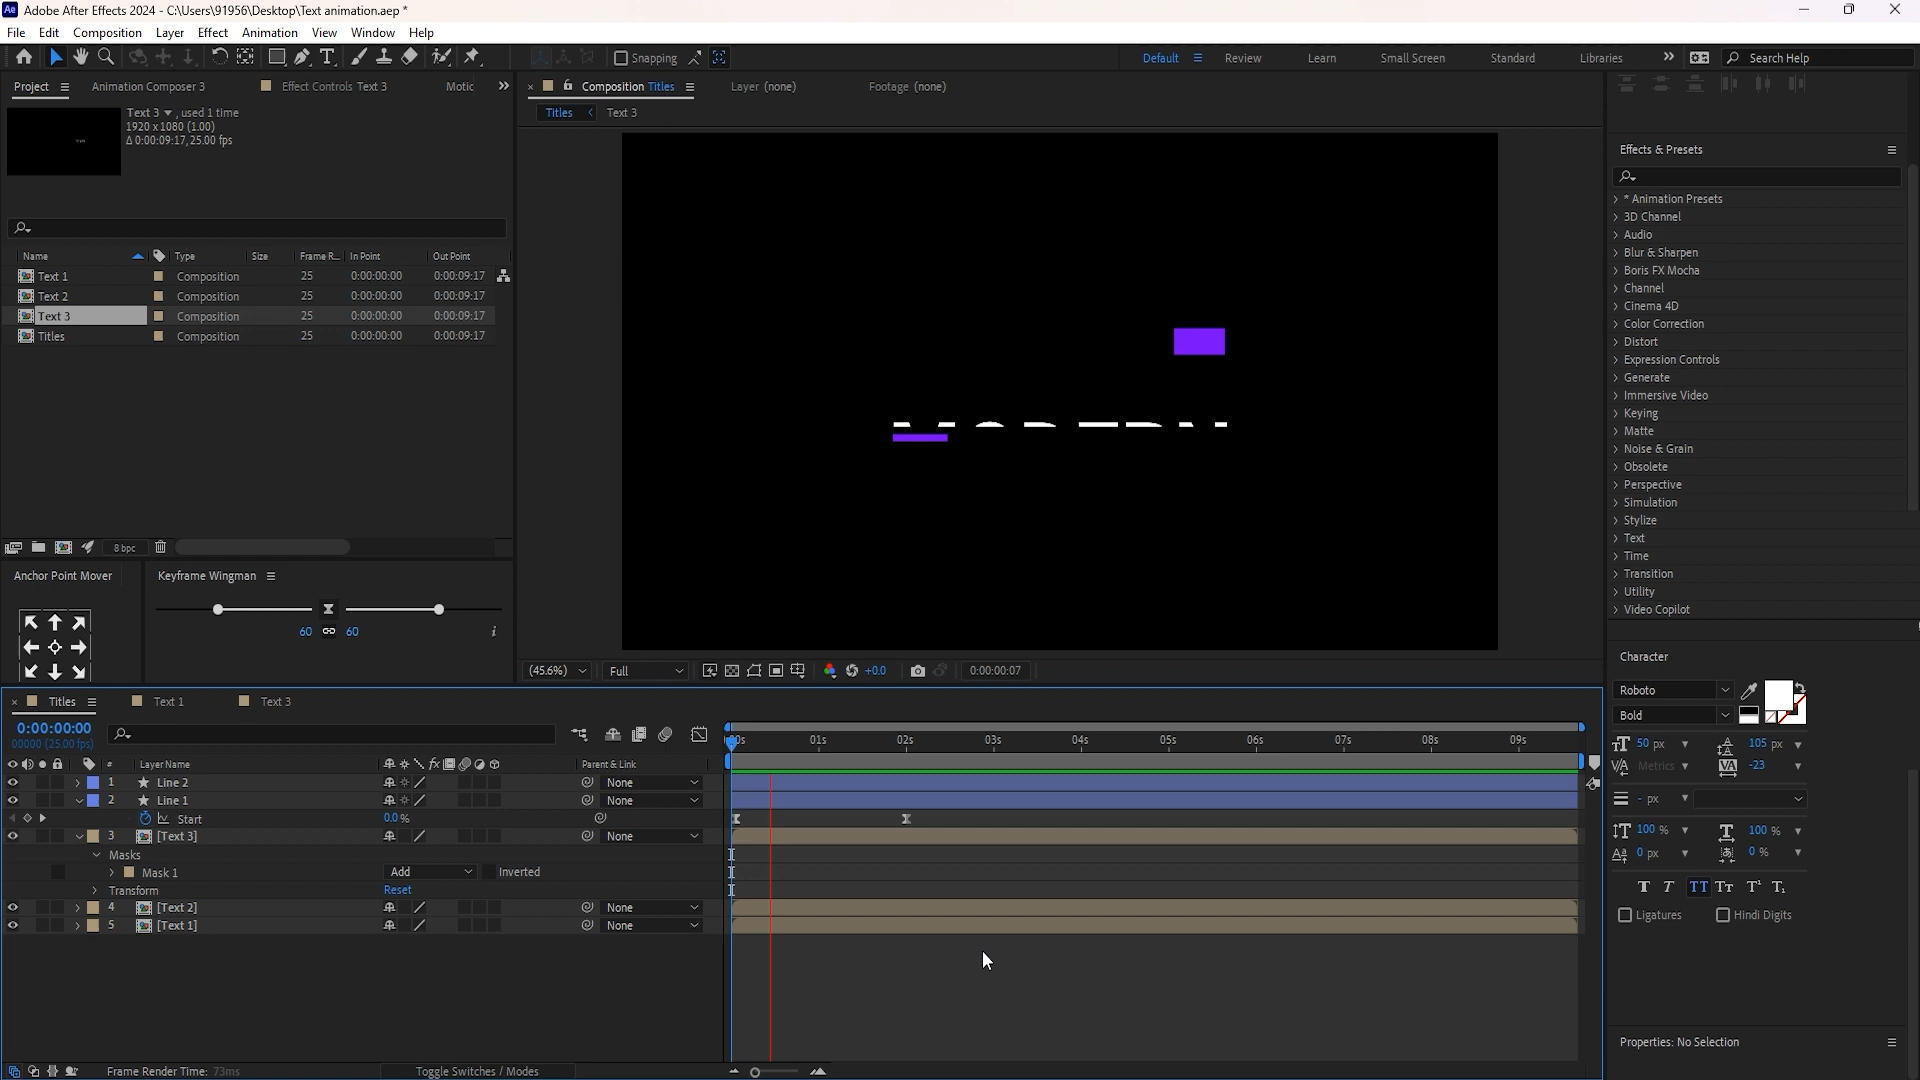 Adobe After Effects 2024 - C:\Users\91956\Desktop\Text animation.aep *
File Edit Composition Layer Effect Animation View Window Help
Snapping Default Review Learn Small Screen Standard Libraries Search Help
Project Animation Composer 3 Effect Controls Text 3 Motic
Text 3 , used 1 time
1920 x 1080 (1.00)
Δ 0:00:09:17, 25.00 fps
Name Type Size Frame R... In Point Out Point
Text 1 Composition 25 0:00:00:00 0:00:09:17
Text 2 Composition 25 0:00:00:00 0:00:09:17
Text 3 Composition 25 0:00:00:00 0:00:09:17
Titles Composition 25 0:00:00:00 0:00:09:17
8 bpc
Anchor Point Mover Keyframe Wingman
60 60
Composition Titles Layer (none) Footage (none)
Titles Text 3
(45.6%) Full +0.0 0:00:00:07
Effects & Presets
* Animation Presets
3D Channel
Audio
Blur & Sharpen
Boris FX Mocha
Channel
Cinema 4D
Color Correction
Distort
Expression Controls
Generate
Immersive Video
Keying
Matte
Noise & Grain
Obsolete
Perspective
Simulation
Stylize
Text
Time
Transition
Utility
Video Copilot
Character
Roboto
Bold
50 px 105 px
Metrics -23
- px
100 % 100 %
0 px 0 %
Ligatures Hindi Digits
Properties: No Selection
Titles Text 1 Text 3
0:00:00:00
00000 (25.00 fps)
:00s 01s 02s 03s 04s 05s 06s 07s 08s 09s
# Layer Name Parent & Link
1 Line 2 None
2 Line 1 None
Start 0.0 %
3 [Text 3] None
Masks
Mask 1 Add Inverted
Transform Reset
4 [Text 2] None
5 [Text 1] None
Frame Render Time: 73ms Toggle Switches / Modes